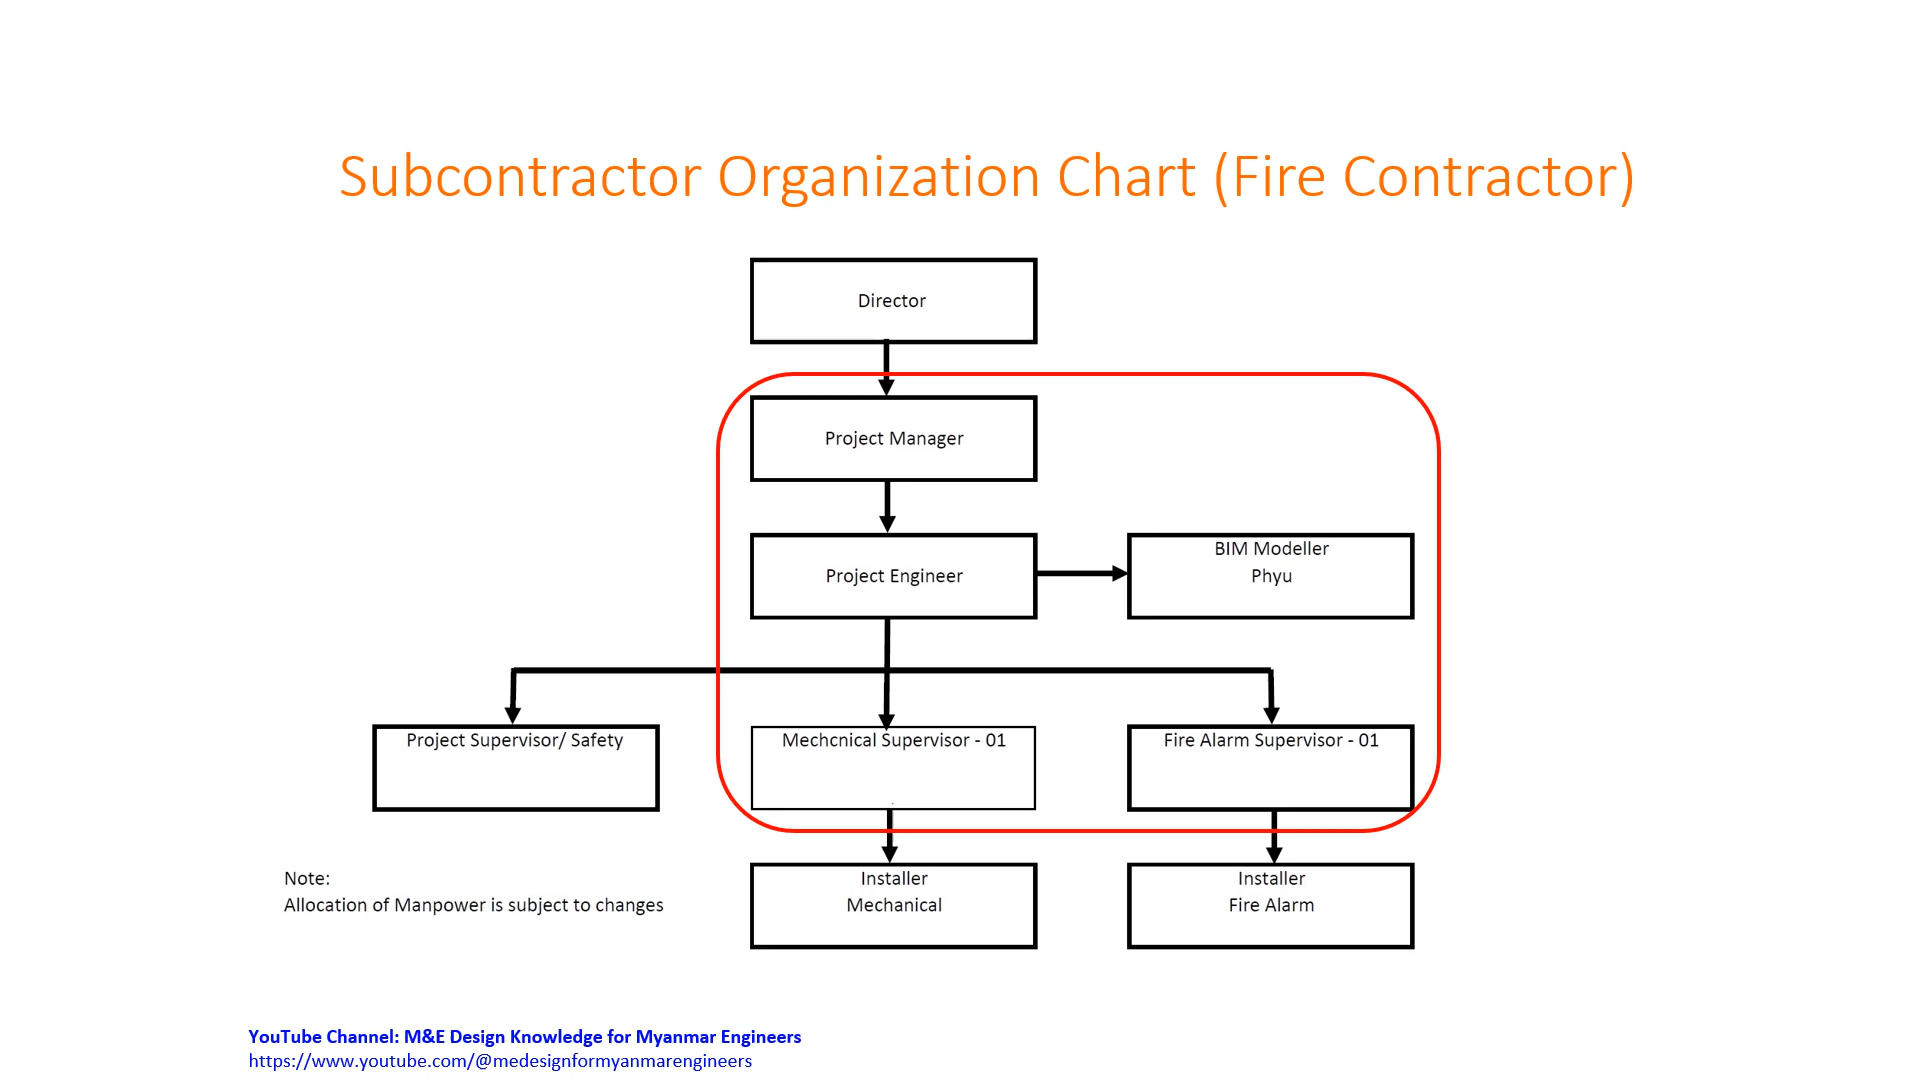 Subcontractor Organization Chart (Fire Contractor)
Director
Project Manager
Project Engineer
BIM Modeller
Phyu
Project Supervisor/ Safety
Mechcnical Supervisor - 01
Fire Alarm Supervisor - 01
Installer
Mechanical
Installer
Fire Alarm
Note:
Allocation of Manpower is subject to changes
YouTube Channel: M&E Design Knowledge for Myanmar Engineers
https://www.youtube.com/@medesignformyanmarengineers